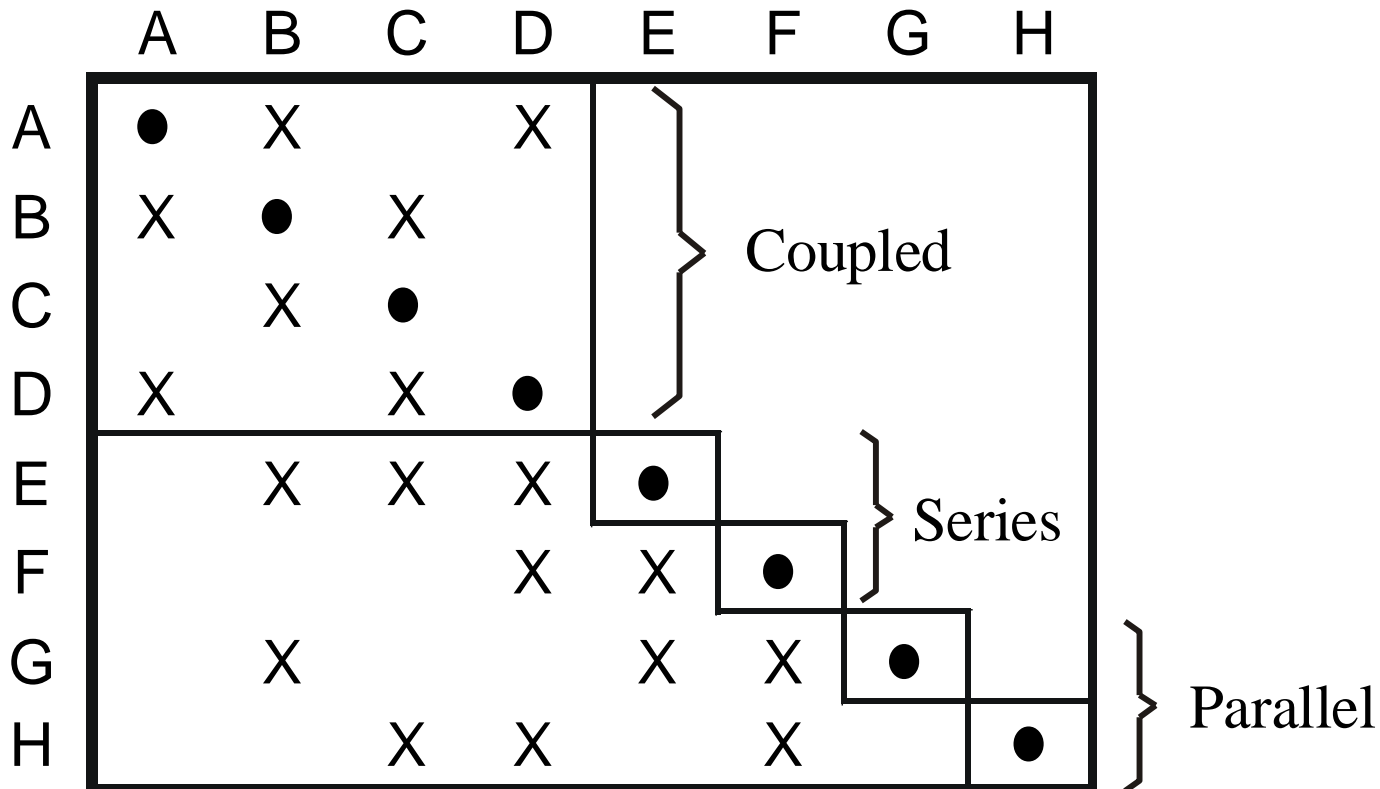 A B C D E F G H
A X X
B X X
Coupled
C X
D X X
E X X X
Series
F X X
G X X X
Parallel
H X X X